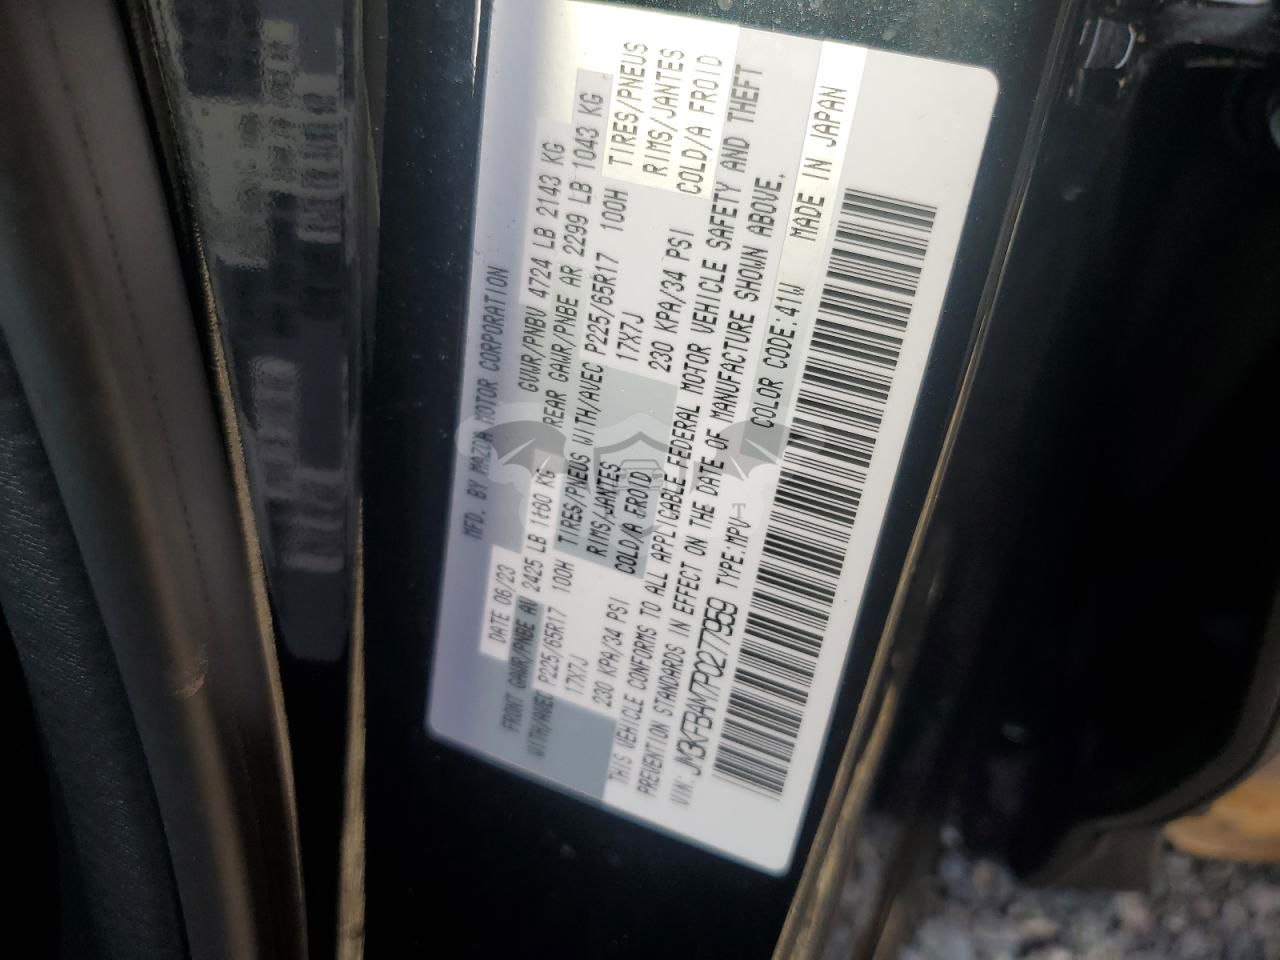 MFD. BY MAZDA MOTOR CORPORATION
DATE 06/23 GVWR/PNBV 4724 LB 2143 KG
FRONT GAWR/PNBE AV 2425 LB 1100 KG REAR GAWR/PNBE AR 2299 LB 1043 KG
WITH/AVEC P225/65R17 100H TIRES/PNEUS WITH/AVEC P225/65R17 100H TIRES/PNEUS
17X7J RIMS/JANTES 17X7J RIMS/JANTES
230 KPA/34 PSI COLD/A FROID 230 KPA/34 PSI COLD/A FROID
THIS VEHICLE CONFORMS TO ALL APPLICABLE FEDERAL MOTOR VEHICLE SAFETY AND THEFT
PREVENTION STANDARDS IN EFFECT ON THE DATE OF MANUFACTURE SHOWN ABOVE.
VIN: JM3KFBAM7P0277959 TYPE:MPV COLOR CODE:41W MADE IN JAPAN